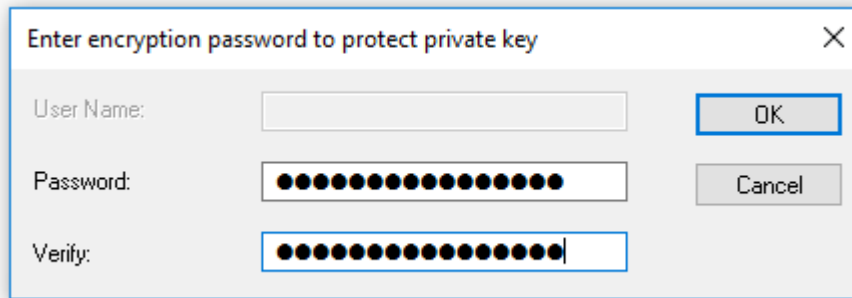 Enter encryption password to protect private key
User Name:
OK
Password: ●●●●●●●●●●●●●●●●
Cancel
Verify: ●●●●●●●●●●●●●●●●